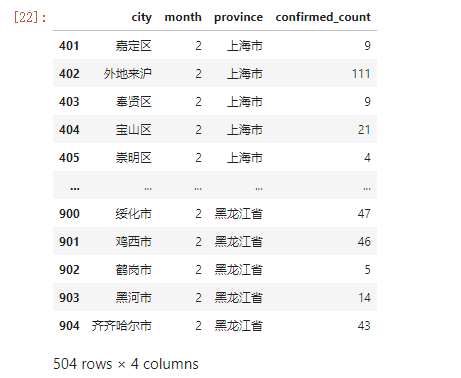 [22]:
city month province confirmed_count
401 嘉定区 2 上海市 9
402 外地来沪 2 上海市 111
403 奉贤区 2 上海市 9
404 宝山区 2 上海市 21
405 崇明区 2 上海市 4
... ... ... ... ...
900 绥化市 2 黑龙江省 47
901 鸡西市 2 黑龙江省 46
902 鹤岗市 2 黑龙江省 5
903 黑河市 2 黑龙江省 14
904 齐齐哈尔市 2 黑龙江省 43
504 rows × 4 columns